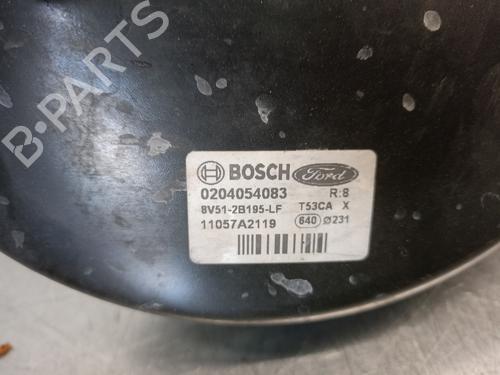 B-PARTS
BOSCH Ford
0204054083 R:8
8V51-2B195-LF T53CA X
11057A2119 640 Ø231